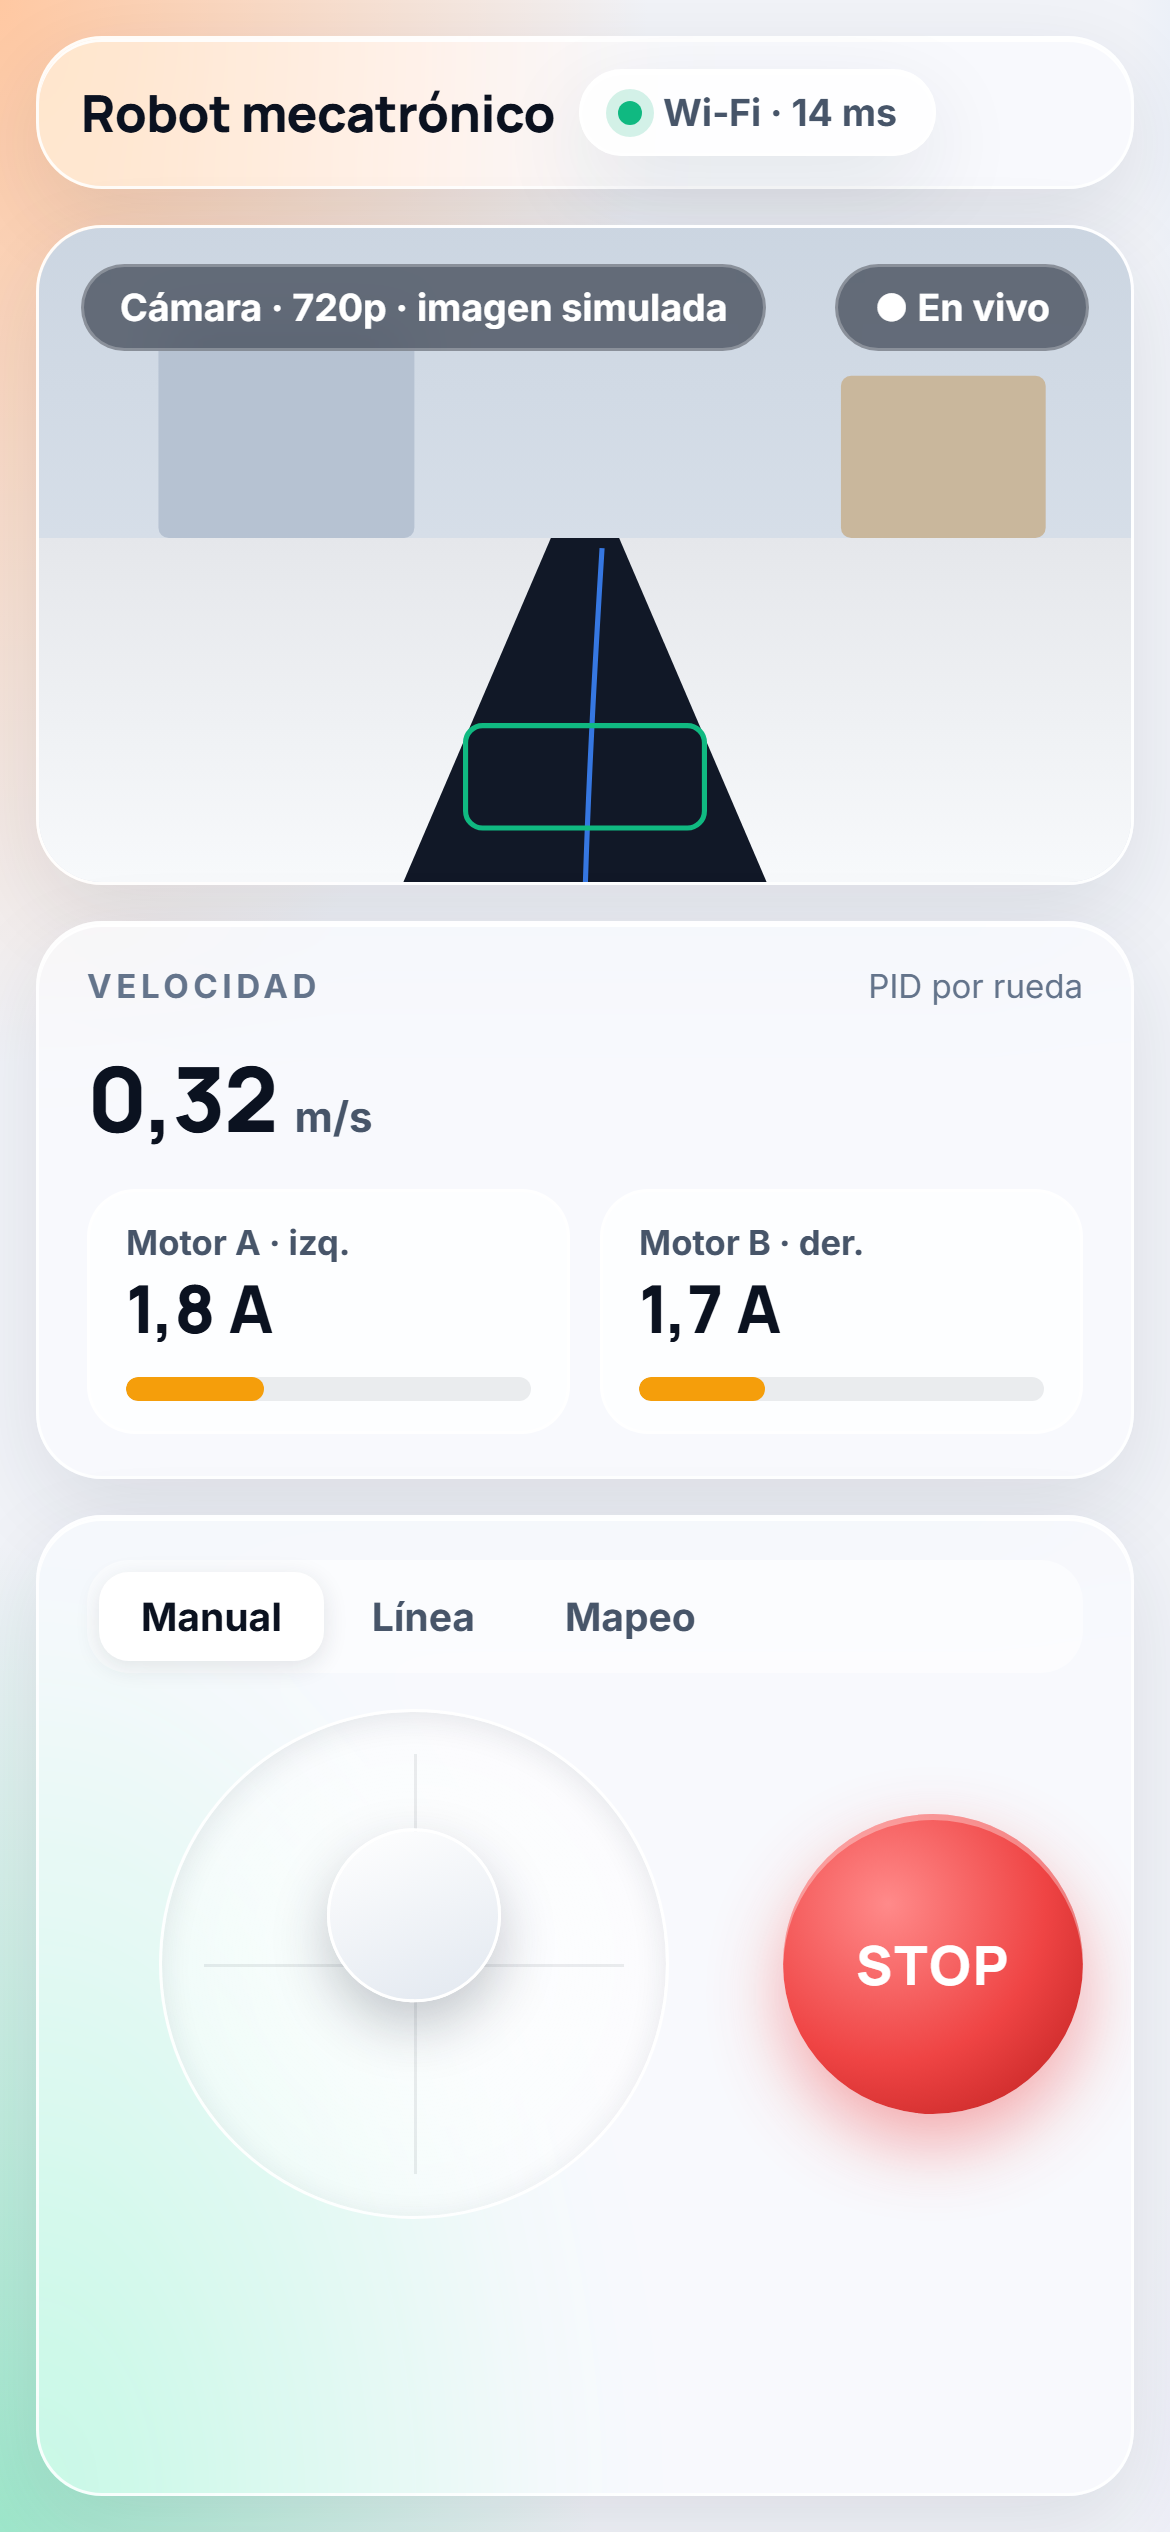 Robot mecatrónico
Wi-Fi · 14 ms
Cámara · 720p · imagen simulada
En vivo
VELOCIDAD
PID por rueda
0,32 m/s
Motor A · izq.
1,8 A
Motor B · der.
1,7 A
Manual
Línea
Mapeo
STOP